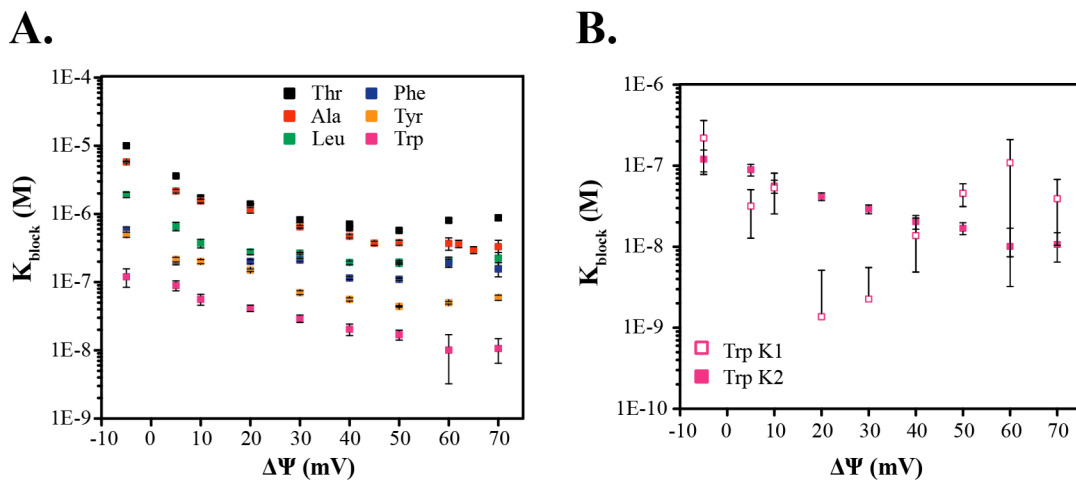 A.
1E-4
1E-5
1E-6
1E-7
1E-8
1E-9
K_block (M)
Thr
Ala
Leu
Phe
Tyr
Trp
-10 0 10 20 30 40 50 60 70
ΔΨ (mV)
B.
1E-6
1E-7
1E-8
1E-9
1E-10
K_block (M)
Trp K1
Trp K2
-10 0 10 20 30 40 50 60 70
ΔΨ (mV)